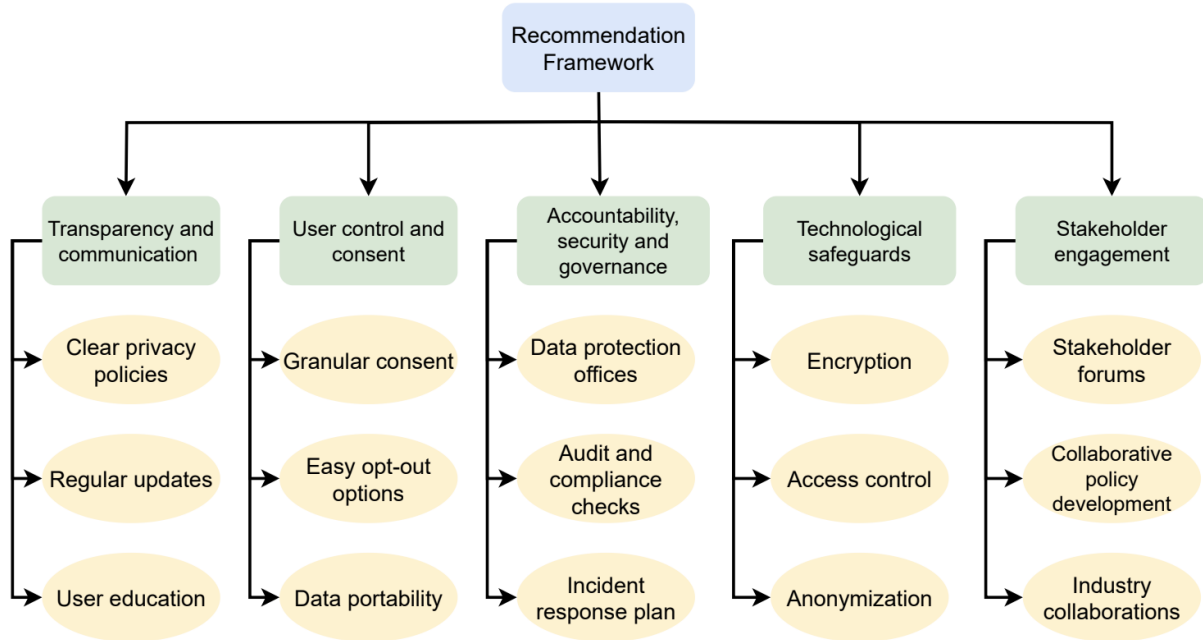 Recommendation
Framework
Transparency and
communication
User control and
consent
Accountability,
security and
governance
Technological
safeguards
Stakeholder
engagement
Clear privacy
policies
Granular consent
Data protection
offices
Encryption
Stakeholder
forums
Regular updates
Easy opt-out
options
Audit and
compliance
checks
Access control
Collaborative
policy
development
User education
Data portability
Incident
response plan
Anonymization
Industry
collaborations